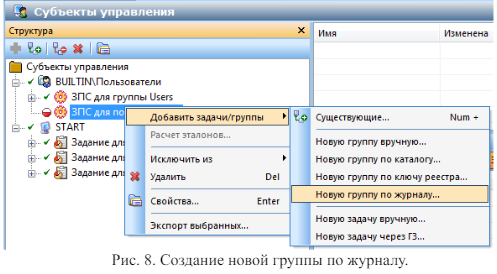 Субъекты управления
Структура
Имя
Изменена
Субъекты управления
BUILTIN\Пользователи
ЗПС для группы Users
ЗПС для по
START
Задание для
Задание для
Задание для
Добавить задачи/группы
Расчет эталонов...
Исключить из
Удалить Del
Свойства... Enter
Экспорт выбранных...
Существующие... Num +
Новую группу вручную...
Новую группу по каталогу...
Новую группу по ключу реестра...
Новую группу по журналу...
Новую задачу вручную...
Новую задачу через ГЗ...
Рис. 8. Создание новой группы по журналу.